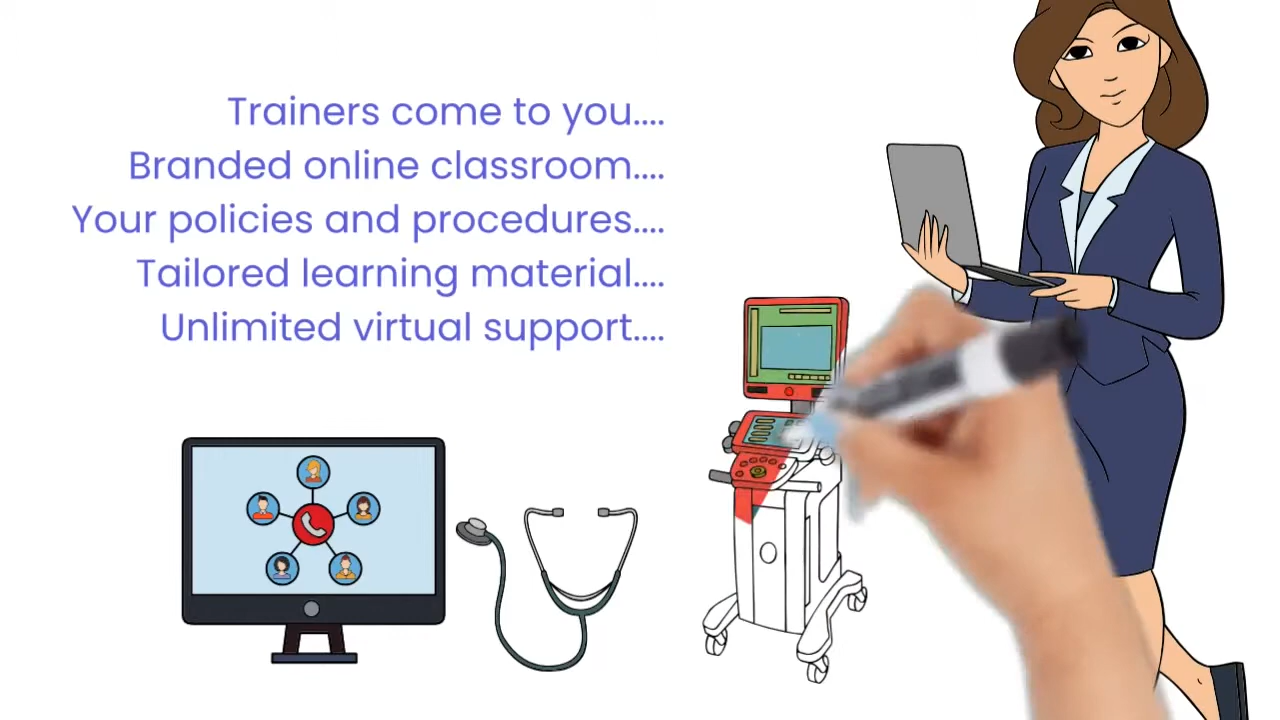 Trainers come to you....
Branded online classroom....
Your policies and procedures....
Tailored learning material....
Unlimited virtual support....